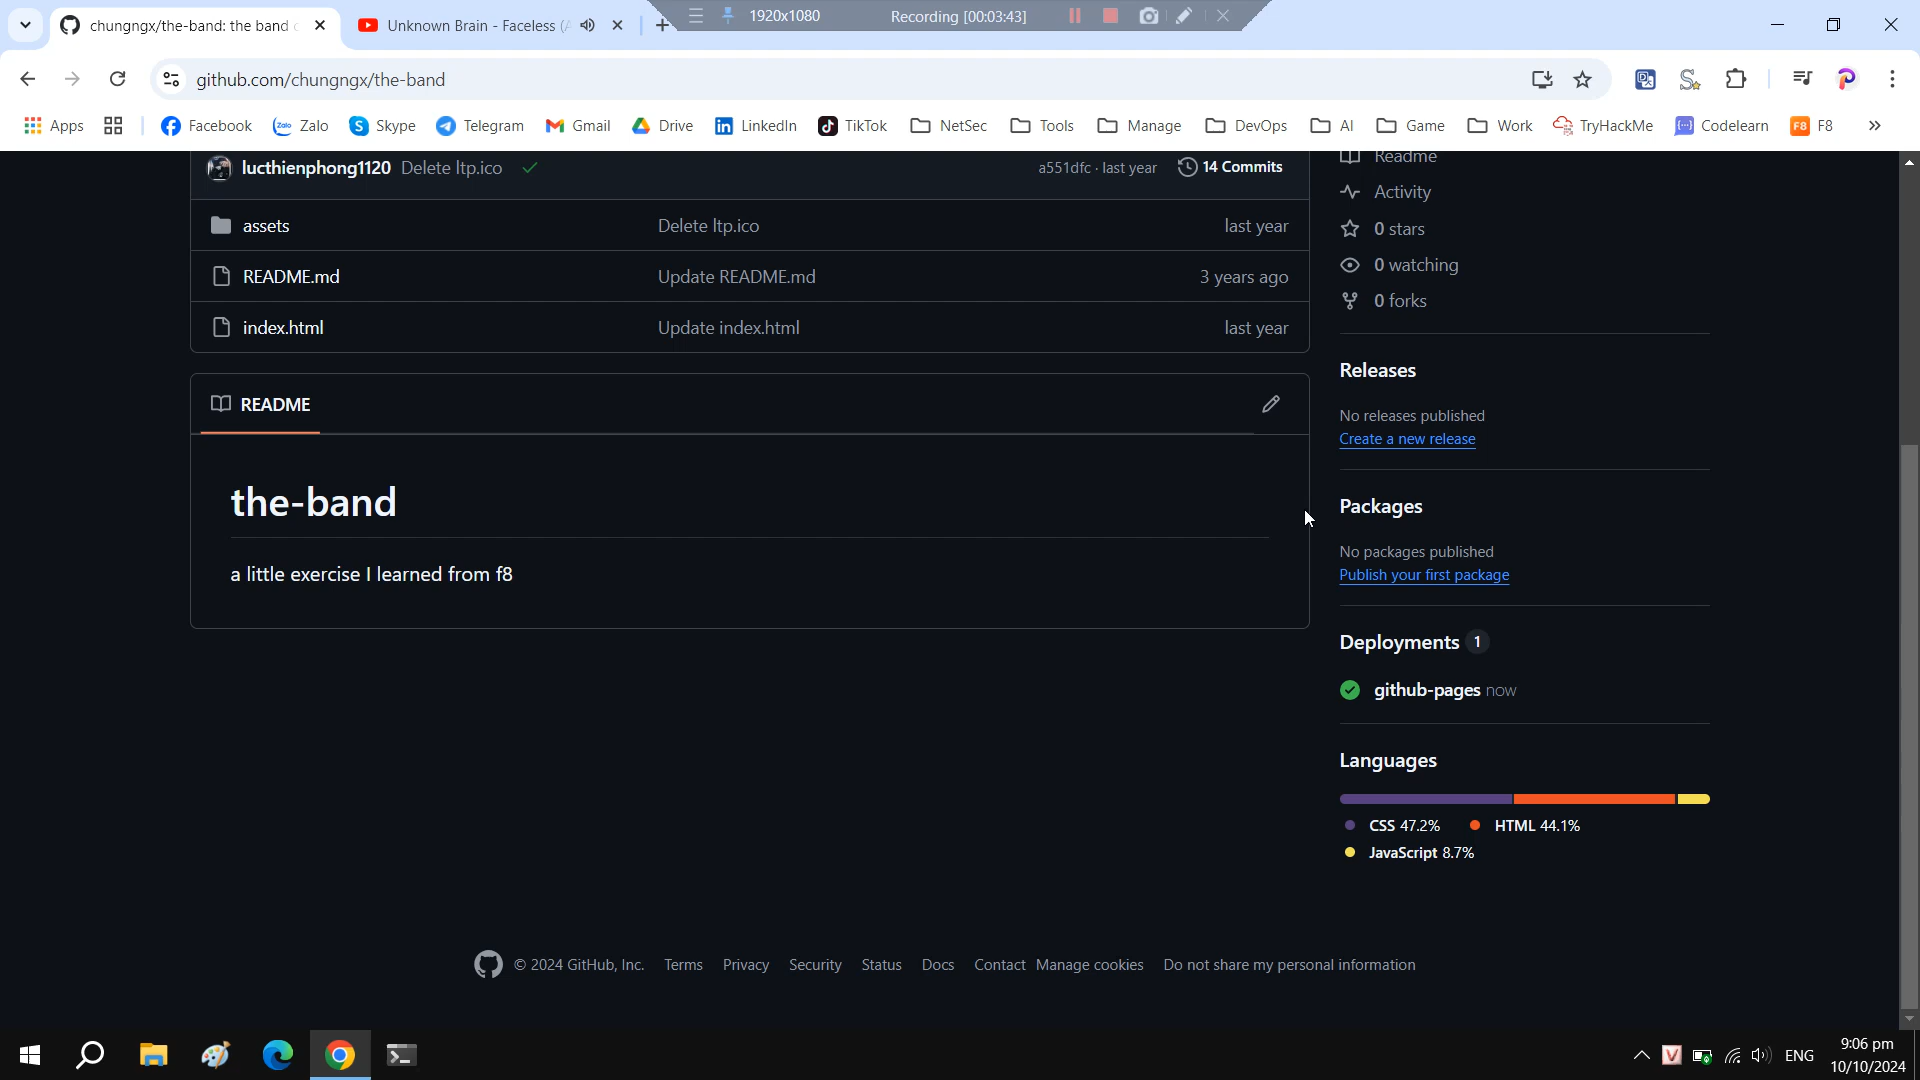 chungngx/the-band: the band
Unknown Brain - Faceless (A
1920x1080
Recording [00:03:43]
github.com/chungngx/the-band
Apps
Facebook
Zalo
Skype
Telegram
Gmail
Drive
LinkedIn
TikTok
NetSec
Tools
Manage
DevOps
AI
Game
Work
TryHackMe
Codelearn
F8
lucthienphong1120 Delete ltp.ico
a551dfc · last year
14 Commits
assets
Delete ltp.ico
last year
README.md
Update README.md
3 years ago
index.html
Update index.html
last year
README
the-band
a little exercise I learned from f8
Readme
Activity
0 stars
0 watching
0 forks
Releases
No releases published
Create a new release
Packages
No packages published
Publish your first package
Deployments 1
github-pages now
Languages
CSS 47.2%
HTML 44.1%
JavaScript 8.7%
© 2024 GitHub, Inc.
Terms
Privacy
Security
Status
Docs
Contact
Manage cookies
Do not share my personal information
ENG
9:06 pm
10/10/2024